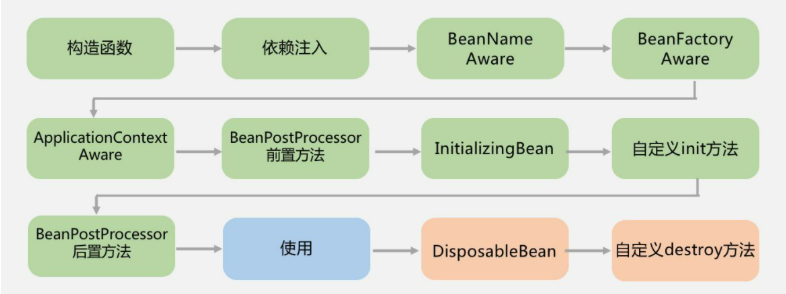 构造函数
依赖注入
BeanName
Aware
BeanFactory
Aware
ApplicationContext
Aware
BeanPostProcessor
前置方法
InitializingBean
自定义init方法
BeanPostProcessor
后置方法
使用
DisposableBean
自定义destroy方法